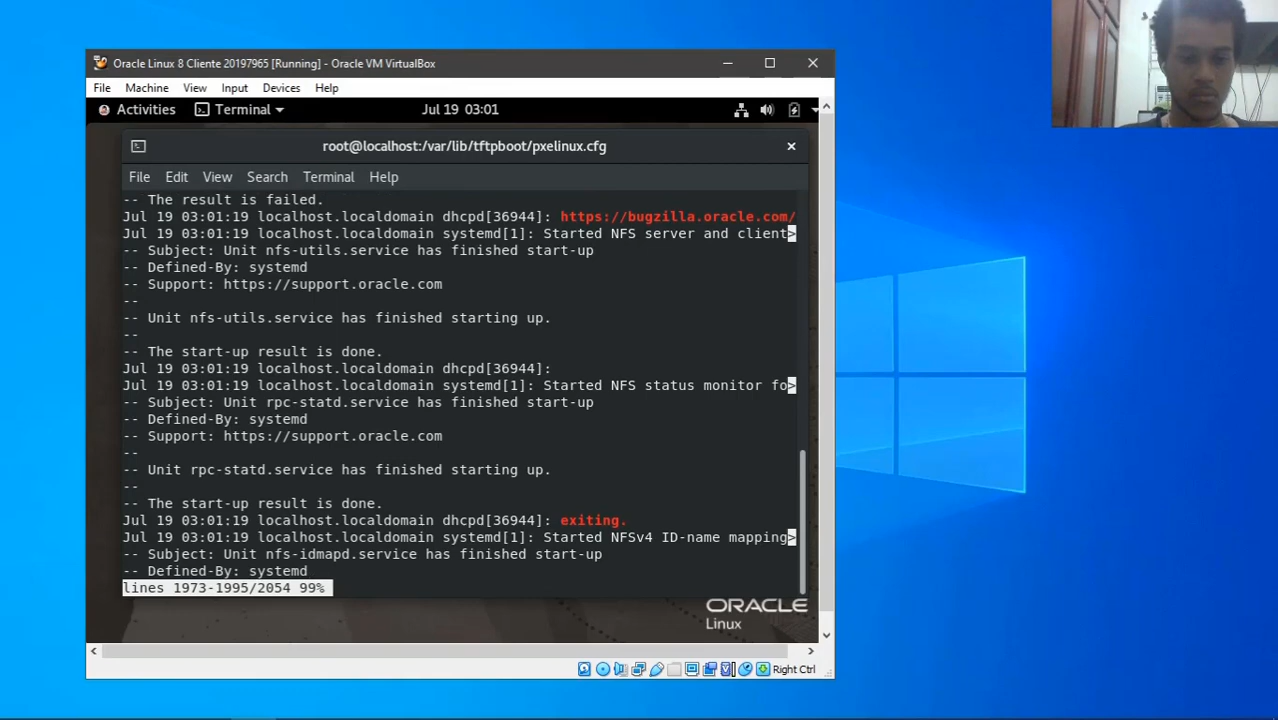 Oracle Linux 8 Cliente 20197965 [Running] - Oracle VM VirtualBox
File Machine View Input Devices Help
Activities Terminal Jul 19 03:01
root@localhost:/var/lib/tftpboot/pxelinux.cfg
File Edit View Search Terminal Help
-- The result is failed.
Jul 19 03:01:19 localhost.localdomain dhcpd[36944]: https://bugzilla.oracle.com/
Jul 19 03:01:19 localhost.localdomain systemd[1]: Started NFS server and client>
-- Subject: Unit nfs-utils.service has finished start-up
-- Defined-By: systemd
-- Support: https://support.oracle.com
--
-- Unit nfs-utils.service has finished starting up.
--
-- The start-up result is done.
Jul 19 03:01:19 localhost.localdomain dhcpd[36944]:
Jul 19 03:01:19 localhost.localdomain systemd[1]: Started NFS status monitor fo>
-- Subject: Unit rpc-statd.service has finished start-up
-- Defined-By: systemd
-- Support: https://support.oracle.com
--
-- Unit rpc-statd.service has finished starting up.
--
-- The start-up result is done.
Jul 19 03:01:19 localhost.localdomain dhcpd[36944]: exiting.
Jul 19 03:01:19 localhost.localdomain systemd[1]: Started NFSv4 ID-name mapping>
-- Subject: Unit nfs-idmapd.service has finished start-up
-- Defined-By: systemd
lines 1973-1995/2054 99%
ORACLE
Linux
Right Ctrl